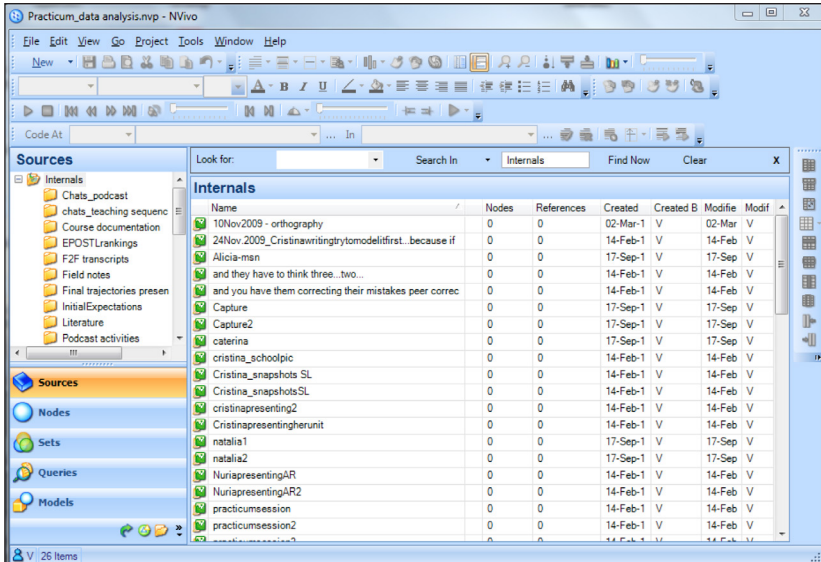 Practicum_data analysis.nvp - NVivo
File Edit View Go Project Tools Window Help
New
A B I U
Code At ... In ...
Sources
Look for: Search In Internals Find Now Clear x
Internals
Chats_podcast
chats_teaching sequenc
Course documentation
EPOSTLrankings
F2F transcripts
Field notes
Final trajectories presen
InitialExpectations
Literature
Podcast activities
Sources
Nodes
Sets
Queries
Models
Internals
Name Nodes References Created Created B Modifie Modif
10Nov2009 - orthography 0 0 02-Mar-1 V 02-Mar V
24Nov.2009_Cristinawritingtrytomodelitfirst...because if 0 0 14-Feb-1 V 14-Feb V
Alicia-msn 0 0 17-Sep-1 V 17-Sep V
and they have to think three...two... 0 0 14-Feb-1 V 14-Feb V
and you have them correcting their mistakes peer correc 0 0 14-Feb-1 V 14-Feb V
Capture 0 0 17-Sep-1 V 17-Sep V
Capture2 0 0 17-Sep-1 V 17-Sep V
caterina 0 0 17-Sep-1 V 17-Sep V
cristina_schoolpic 0 0 14-Feb-1 V 14-Feb V
Cristina_snapshots SL 0 0 14-Feb-1 V 14-Feb V
Cristina_snapshotsSL 0 0 14-Feb-1 V 14-Feb V
cristinapresenting2 0 0 14-Feb-1 V 14-Feb V
Cristinapresentingherunit 0 0 14-Feb-1 V 14-Feb V
natalia1 0 0 17-Sep-1 V 17-Sep V
natalia2 0 0 17-Sep-1 V 17-Sep V
NuriapresentingAR 0 0 14-Feb-1 V 14-Feb V
NuriapresentingAR2 0 0 14-Feb-1 V 14-Feb V
practicumsession 0 0 14-Feb-1 V 14-Feb V
practicumsession2 0 0 14-Feb-1 V 14-Feb V
V 26 Items